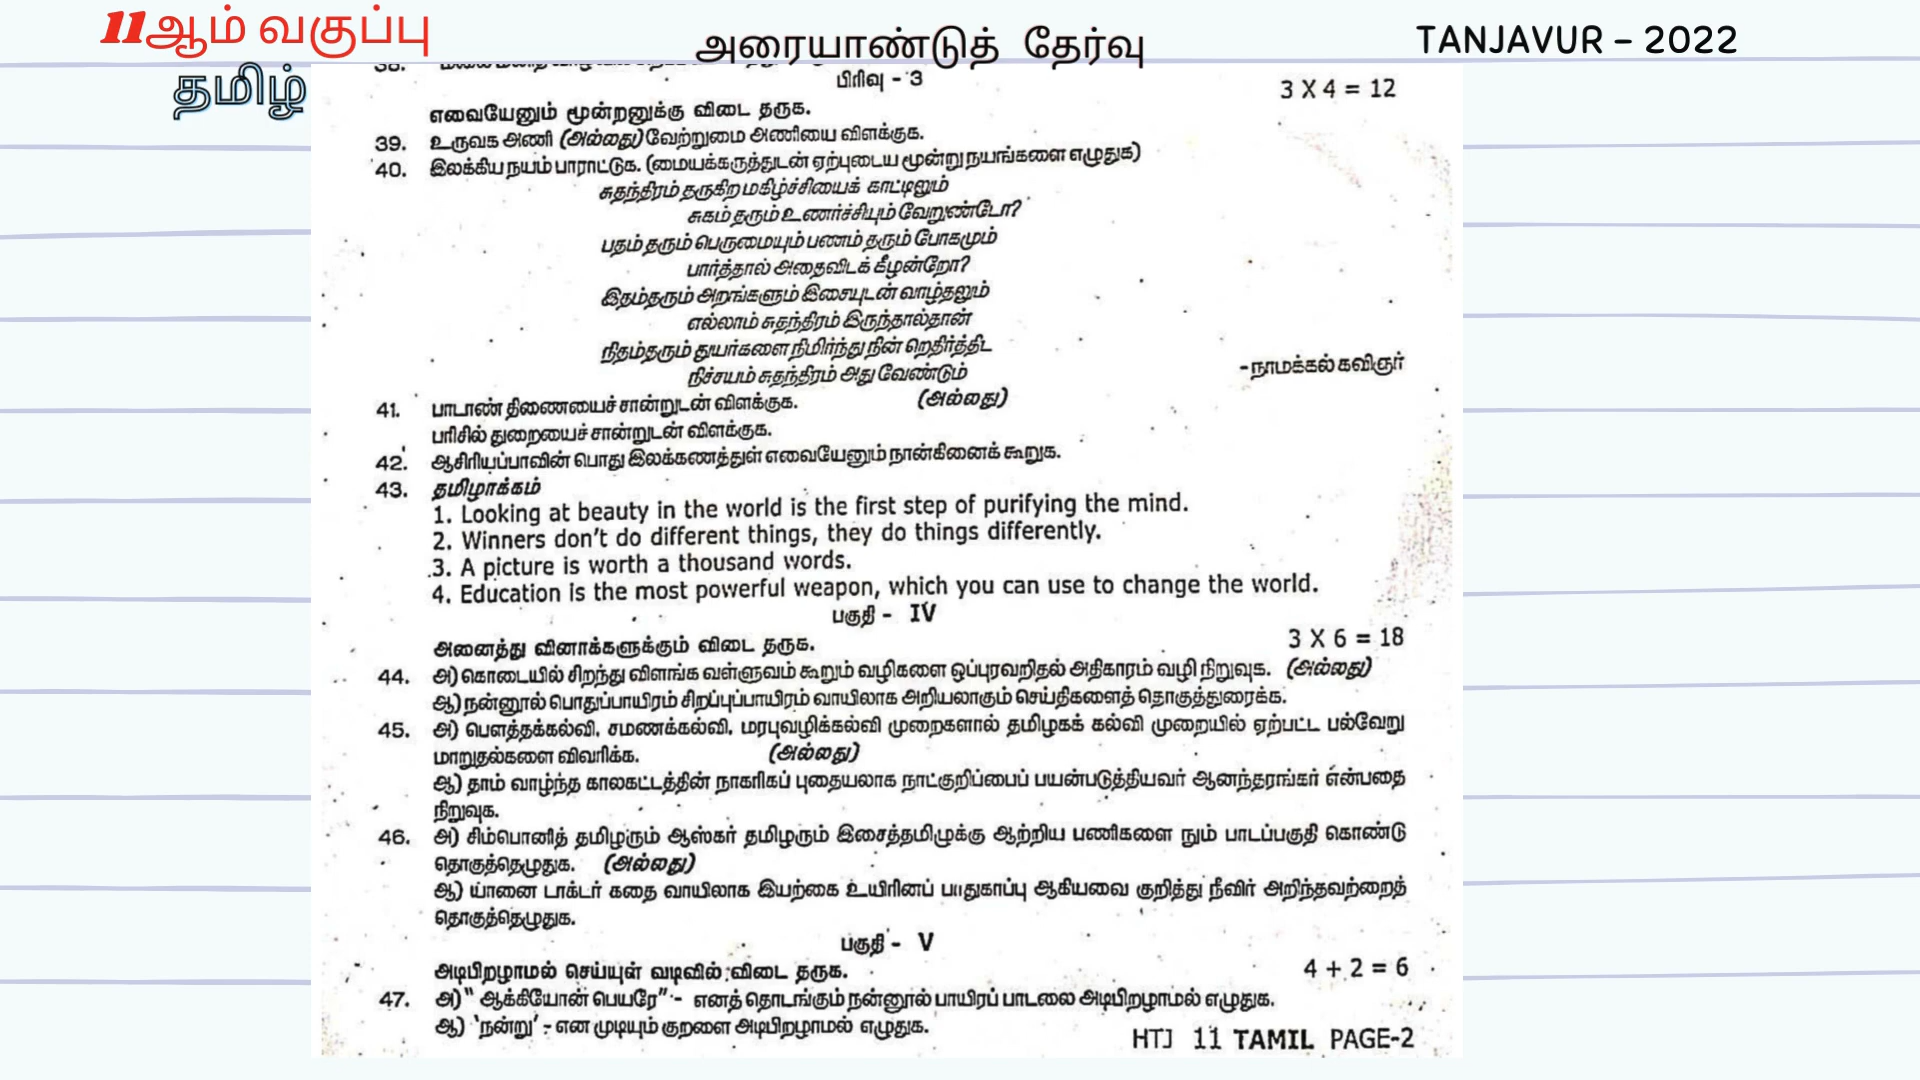 11ஆம் வகுப்பு
தமிழ்
அரையாண்டுத் தேர்வு
TANJAVUR – 2022
38.
பிரிவு - 3
எவையேனும் மூன்றனுக்கு விடை தருக. 3 X 4 = 12
39. உருவக அணி (அல்லது) வேற்றுமை அணியை விளக்குக.
40. இலக்கிய நயம் பாராட்டுக. (மையக்கருத்துடன் ஏற்புடைய மூன்று நயங்களை எழுதுக)
சுதந்திரம் தருகிற மகிழ்ச்சியைக் காட்டிலும்
சுகம் தரும் உணர்ச்சியும் வேறுண்டோ?
பதம் தரும் பெருமையும் பணம் தரும் போகமும்
பார்த்தால் அதைவிடக் கீழன்றோ?
இதம்தரும் அறங்களும் இசையுடன் வாழ்தலும்
எல்லாம் சுதந்திரம் இருந்தால்தான்
நிதம்தரும் துயர்களை நிமிர்ந்து நின் றெதிர்த்திட
நிச்சயம் சுதந்திரம் அது வேண்டும் -நாமக்கல் கவிஞர்
41. பாடாண் திணையைச் சான்றுடன் விளக்குக. (அல்லது)
பரிசில் துறையைச் சான்றுடன் விளக்குக.
42. ஆசிரியப்பாவின் பொது இலக்கணத்துள் எவையேனும் நான்கினைக் கூறுக.
43. தமிழாக்கம்
1. Looking at beauty in the world is the first step of purifying the mind.
2. Winners don't do different things, they do things differently.
3. A picture is worth a thousand words.
4. Education is the most powerful weapon, which you can use to change the world.
பகுதி - IV
அனைத்து வினாக்களுக்கும் விடை தருக. 3 X 6 = 18
44. அ) கொடையில் சிறந்து விளங்க வள்ளுவம் கூறும் வழிகளை ஒப்புரவறிதல் அதிகாரம் வழி நிறுவுக. (அல்லது)
ஆ) நன்னூல் பொதுப்பாயிரம் சிறப்புப்பாயிரம் வாயிலாக அறியலாகும் செய்திகளைத் தொகுத்துரைக்க.
45. அ) பௌத்தக்கல்வி, சமணக்கல்வி, மரபுவழிக்கல்வி முறைகளால் தமிழகக் கல்வி முறையில் ஏற்பட்ட பல்வேறு
மாறுதல்களை விவரிக்க. (அல்லது)
ஆ) தாம் வாழ்ந்த காலகட்டத்தின் நாகரிகப் புதையலாக நாட்குறிப்பைப் பயன்படுத்தியவர் ஆனந்தரங்கர் என்பதை
நிறுவுக.
46. அ) சிம்பொனித் தமிழரும் ஆஸ்கர் தமிழரும் இசைத்தமிழுக்கு ஆற்றிய பணிகளை நும் பாடப்பகுதி கொண்டு
தொகுத்தெழுதுக. (அல்லது)
ஆ) யானை டாக்டர் கதை வாயிலாக இயற்கை உயிரினப் பாதுகாப்பு ஆகியவை குறித்து நீவிர் அறிந்தவற்றைத்
தொகுத்தெழுதுக.
பகுதி - V
அடிபிறழாமல் செய்யுள் வடிவில் விடை தருக. 4 + 2 = 6
47. அ) " ஆக்கியோன் பெயரே" - எனத் தொடங்கும் நன்னூல் பாயிரப் பாடலை அடிபிறழாமல் எழுதுக.
ஆ) 'நன்று' - என முடியும் குறளை அடிபிறழாமல் எழுதுக.
HTJ 11 TAMIL PAGE-2